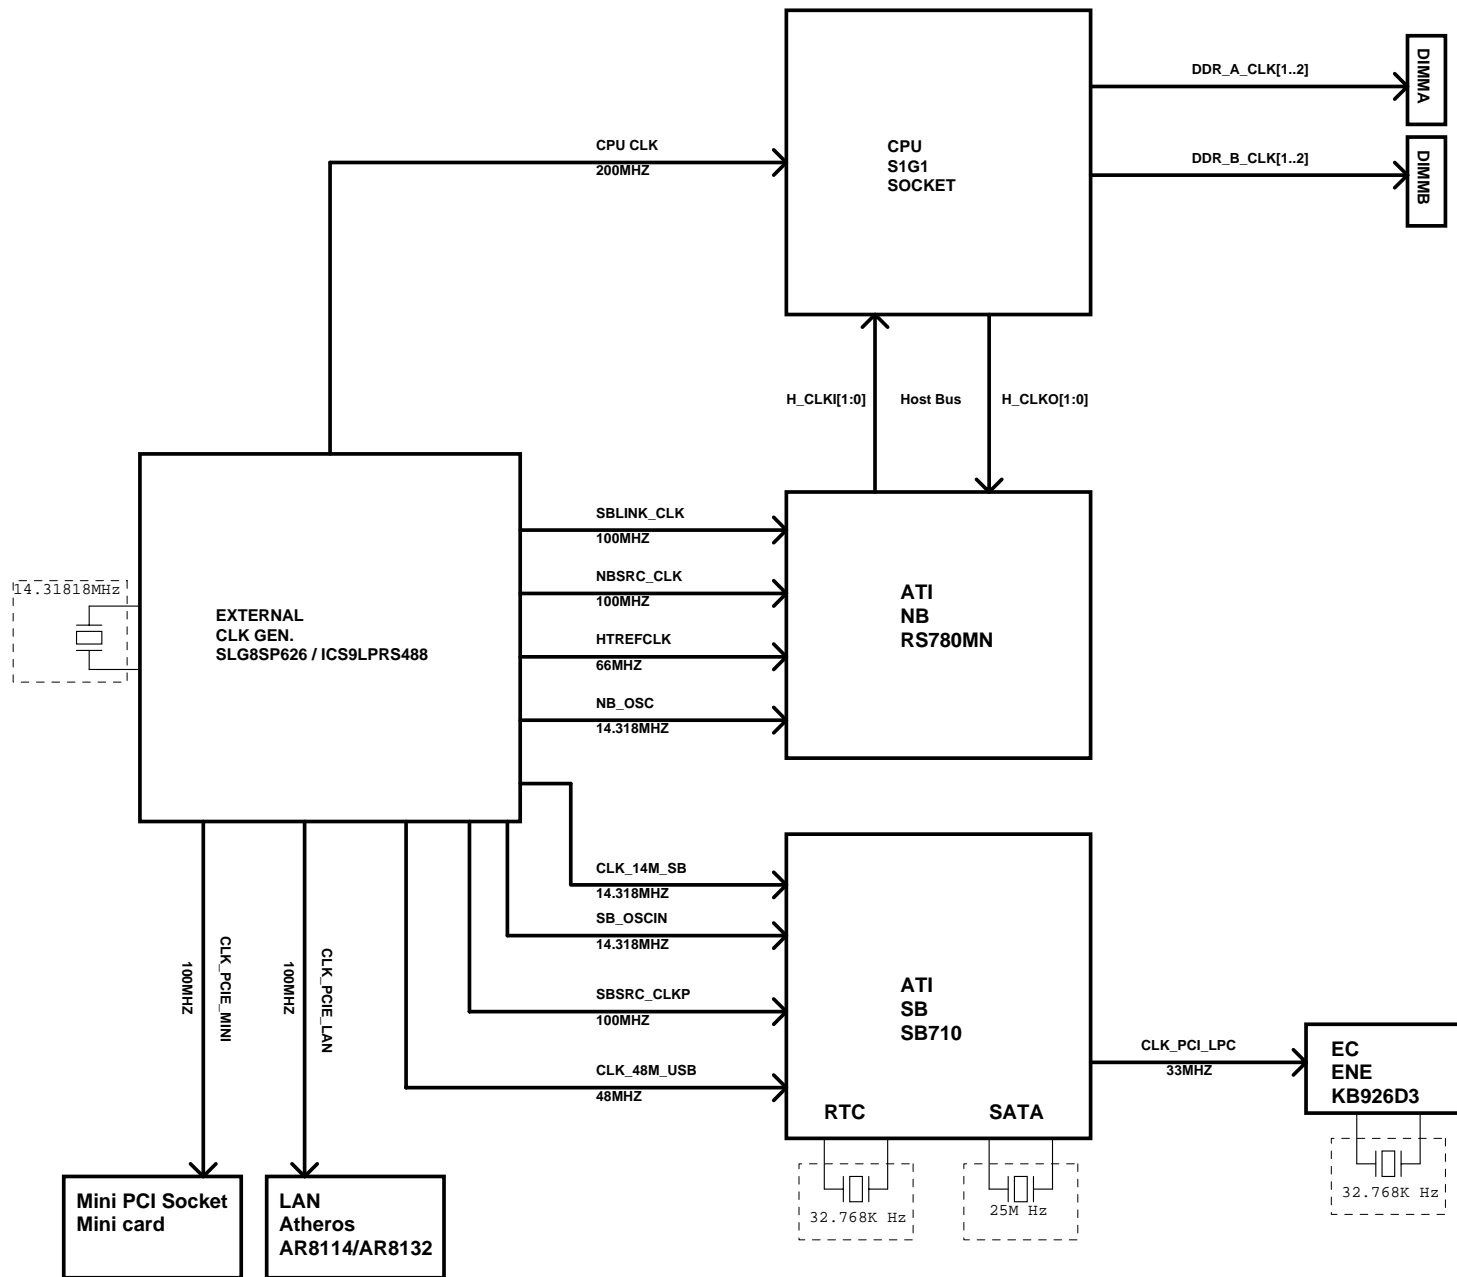 DDR_A_CLK[1..2]
DIMMA
CPU CLK
200MHZ
CPU
S1G1
SOCKET
DDR_B_CLK[1..2]
DIMMB
H_CLKI[1:0]
Host Bus
H_CLKO[1:0]
SBLINK_CLK
100MHZ
NBSRC_CLK
100MHZ
HTREFCLK
66MHZ
NB_OSC
14.318MHZ
14.31818MHz
EXTERNAL
CLK GEN.
SLG8SP626 / ICS9LPRS488
ATI
NB
RS780MN
CLK_14M_SB
14.318MHZ
SB_OSCIN
14.318MHZ
SBSRC_CLKP
100MHZ
CLK_48M_USB
48MHZ
CLK_PCIE_MINI
100MHZ
CLK_PCIE_LAN
100MHZ
ATI
SB
SB710
RTC
SATA
CLK_PCI_LPC
33MHZ
EC
ENE
KB926D3
32.768K Hz
25M Hz
32.768K Hz
Mini PCI Socket
Mini card
LAN
Atheros
AR8114/AR8132